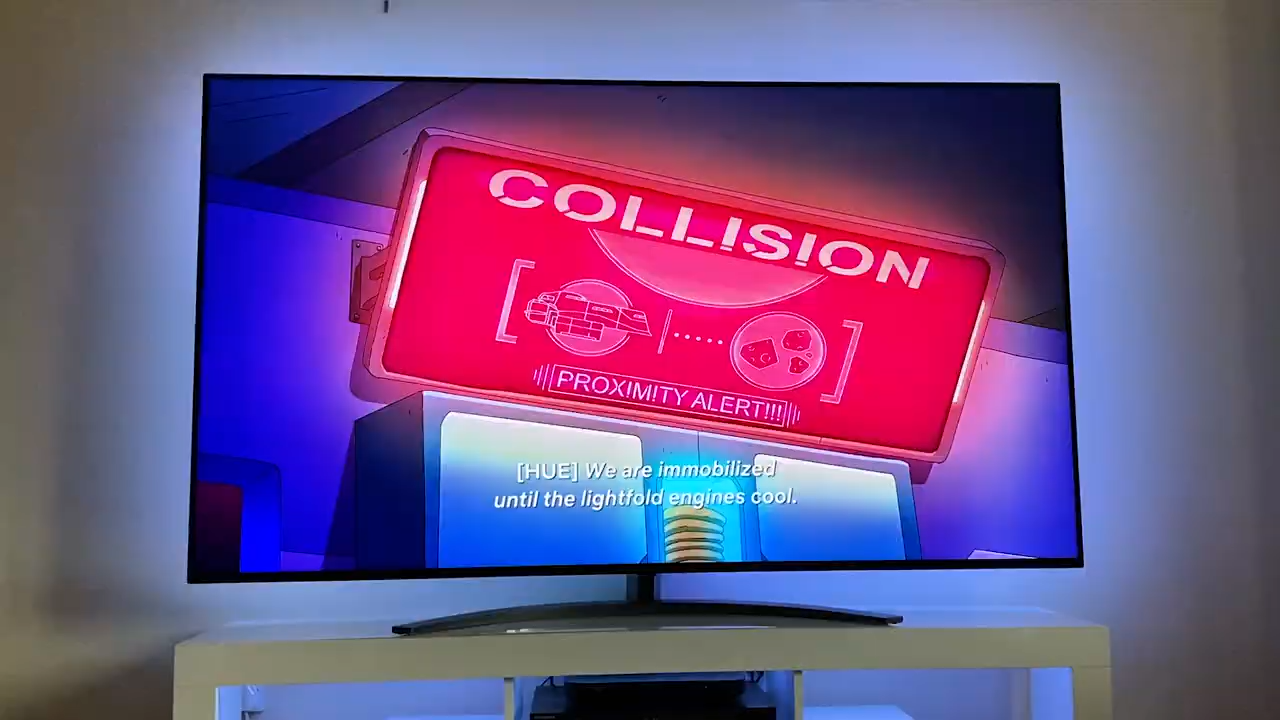 COLLISION
PROXIMITY ALERT!!!
[HUE] We are immobilized
until the lightfold engines cool.